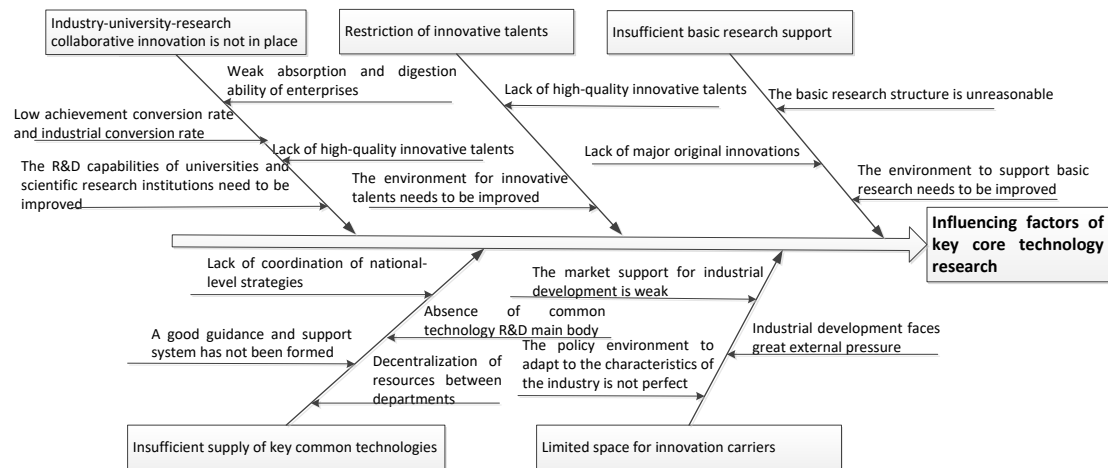 Industry-university-research
collaborative innovation is not in place
Restriction of innovative talents
Insufficient basic research support
Weak absorption and digestion
ability of enterprises
Lack of high-quality innovative talents
The basic research structure is unreasonable
Low achievement conversion rate
and industrial conversion rate
Lack of high-quality innovative talents
Lack of major original innovations
The R&D capabilities of universities and
scientific research institutions need to be
improved
The environment for innovative
talents needs to be improved
The environment to support basic
research needs to be improved
Influencing factors of
key core technology
research
Lack of coordination of national-
level strategies
The market support for industrial
development is weak
Absence of common
technology R&D main body
A good guidance and support
system has not been formed
Industrial development faces
great external pressure
The policy environment to
adapt to the characteristics of
the industry is not perfect
Decentralization of
resources between
departments
Insufficient supply of key common technologies
Limited space for innovation carriers